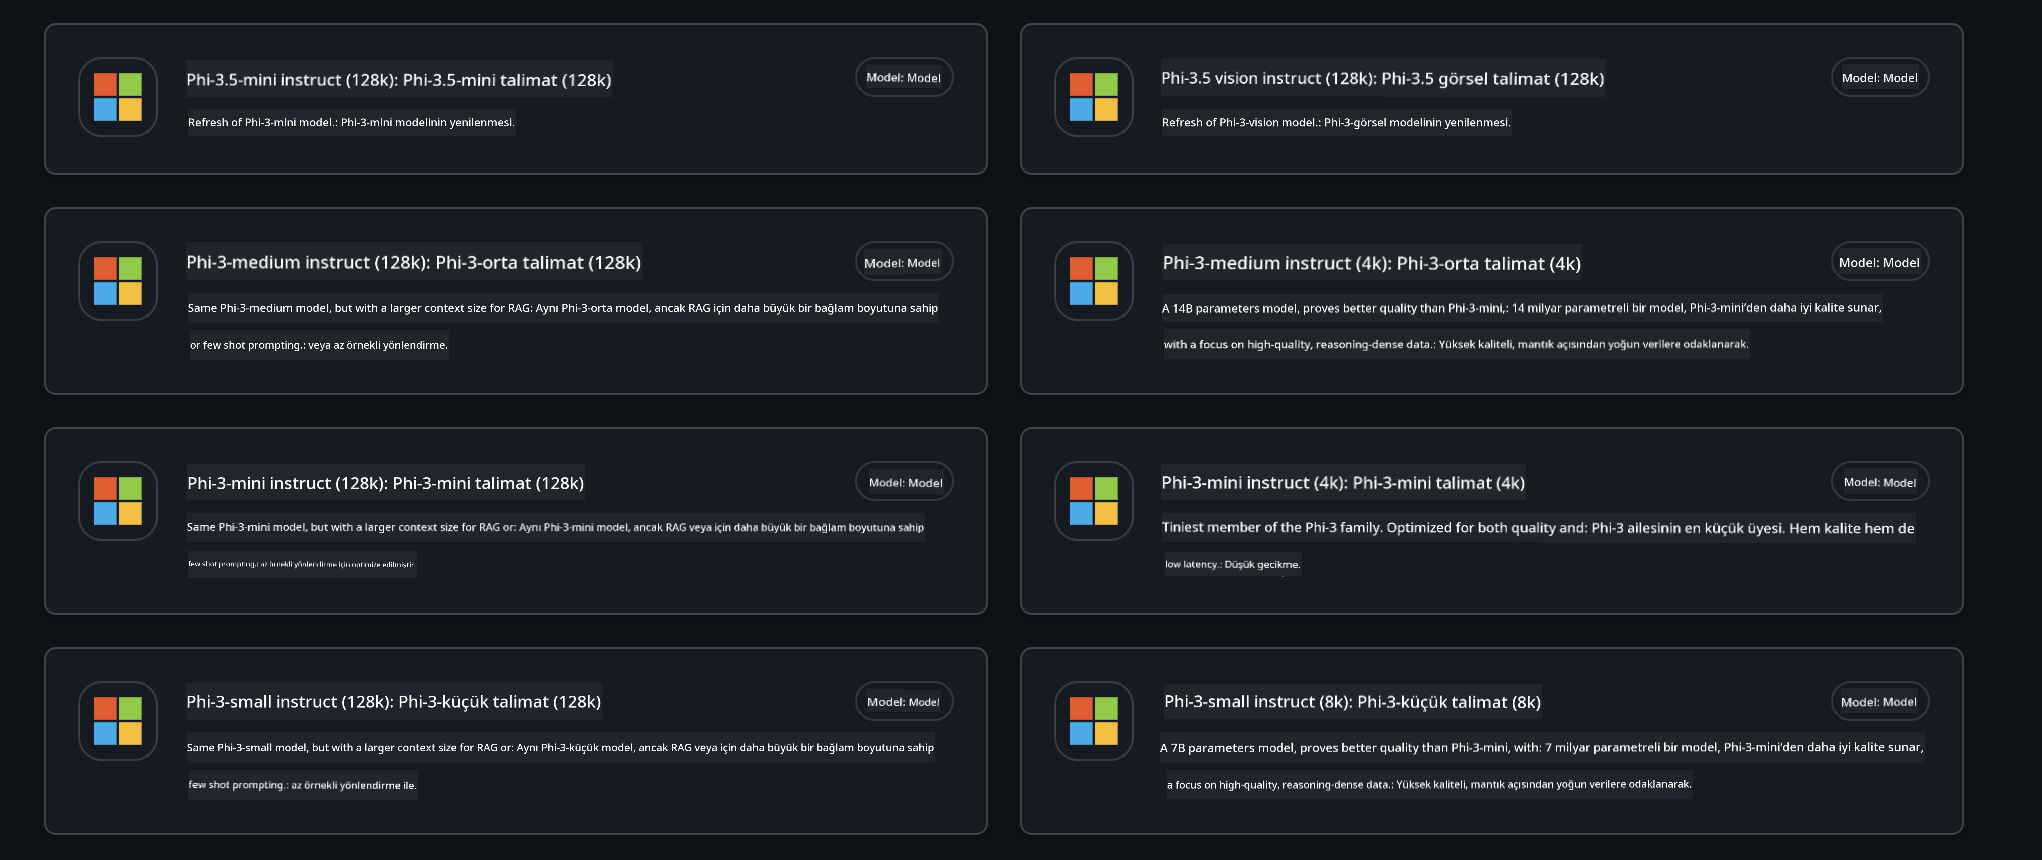 Phi-3.5-mini instruct (128k): Phi-3.5-mini talimat (128k)
Model: Model
Refresh of Phi-3-mini model.: Phi-3-mini modelinin yenilenmesi.
Phi-3.5 vision instruct (128k): Phi-3.5 görsel talimat (128k)
Model: Model
Refresh of Phi-3-vision model.: Phi-3-görsel modelinin yenilenmesi.
Phi-3-medium instruct (128k): Phi-3-orta talimat (128k)
Model: Model
Same Phi-3-medium model, but with a larger context size for RAG: Aynı Phi-3-orta model, ancak RAG için daha büyük bir bağlam boyutuna sahip
or few shot prompting.: veya az örnekli yönlendirme.
Phi-3-medium instruct (4k): Phi-3-orta talimat (4k)
Model: Model
A 14B parameters model, proves better quality than Phi-3-mini,: 14 milyar parametreli bir model, Phi-3-mini'den daha iyi kalite sunar,
with a focus on high-quality, reasoning-dense data.: Yüksek kaliteli, mantık açısından yoğun verilere odaklanarak.
Phi-3-mini instruct (128k): Phi-3-mini talimat (128k)
Model: Model
Same Phi-3-mini model, but with a larger context size for RAG or: Aynı Phi-3-mini model, ancak RAG veya için daha büyük bir bağlam boyutuna sahip
few shot prompting.: az örnekli yönlendirme için optimize edilmiştir.
Phi-3-mini instruct (4k): Phi-3-mini talimat (4k)
Model: Model
Tiniest member of the Phi-3 family. Optimized for both quality and: Phi-3 ailesinin en küçük üyesi. Hem kalite hem de
low latency.: Düşük gecikme.
Phi-3-small instruct (128k): Phi-3-küçük talimat (128k)
Model: Model
Same Phi-3-small model, but with a larger context size for RAG or: Aynı Phi-3-küçük model, ancak RAG veya için daha büyük bir bağlam boyutuna sahip
few shot prompting.: az örnekli yönlendirme ile.
Phi-3-small instruct (8k): Phi-3-küçük talimat (8k)
Model: Model
A 7B parameters model, proves better quality than Phi-3-mini, with: 7 milyar parametreli bir model, Phi-3-mini'den daha iyi kalite sunar,
a focus on high-quality, reasoning-dense data.: Yüksek kaliteli, mantık açısından yoğun verilere odaklanarak.